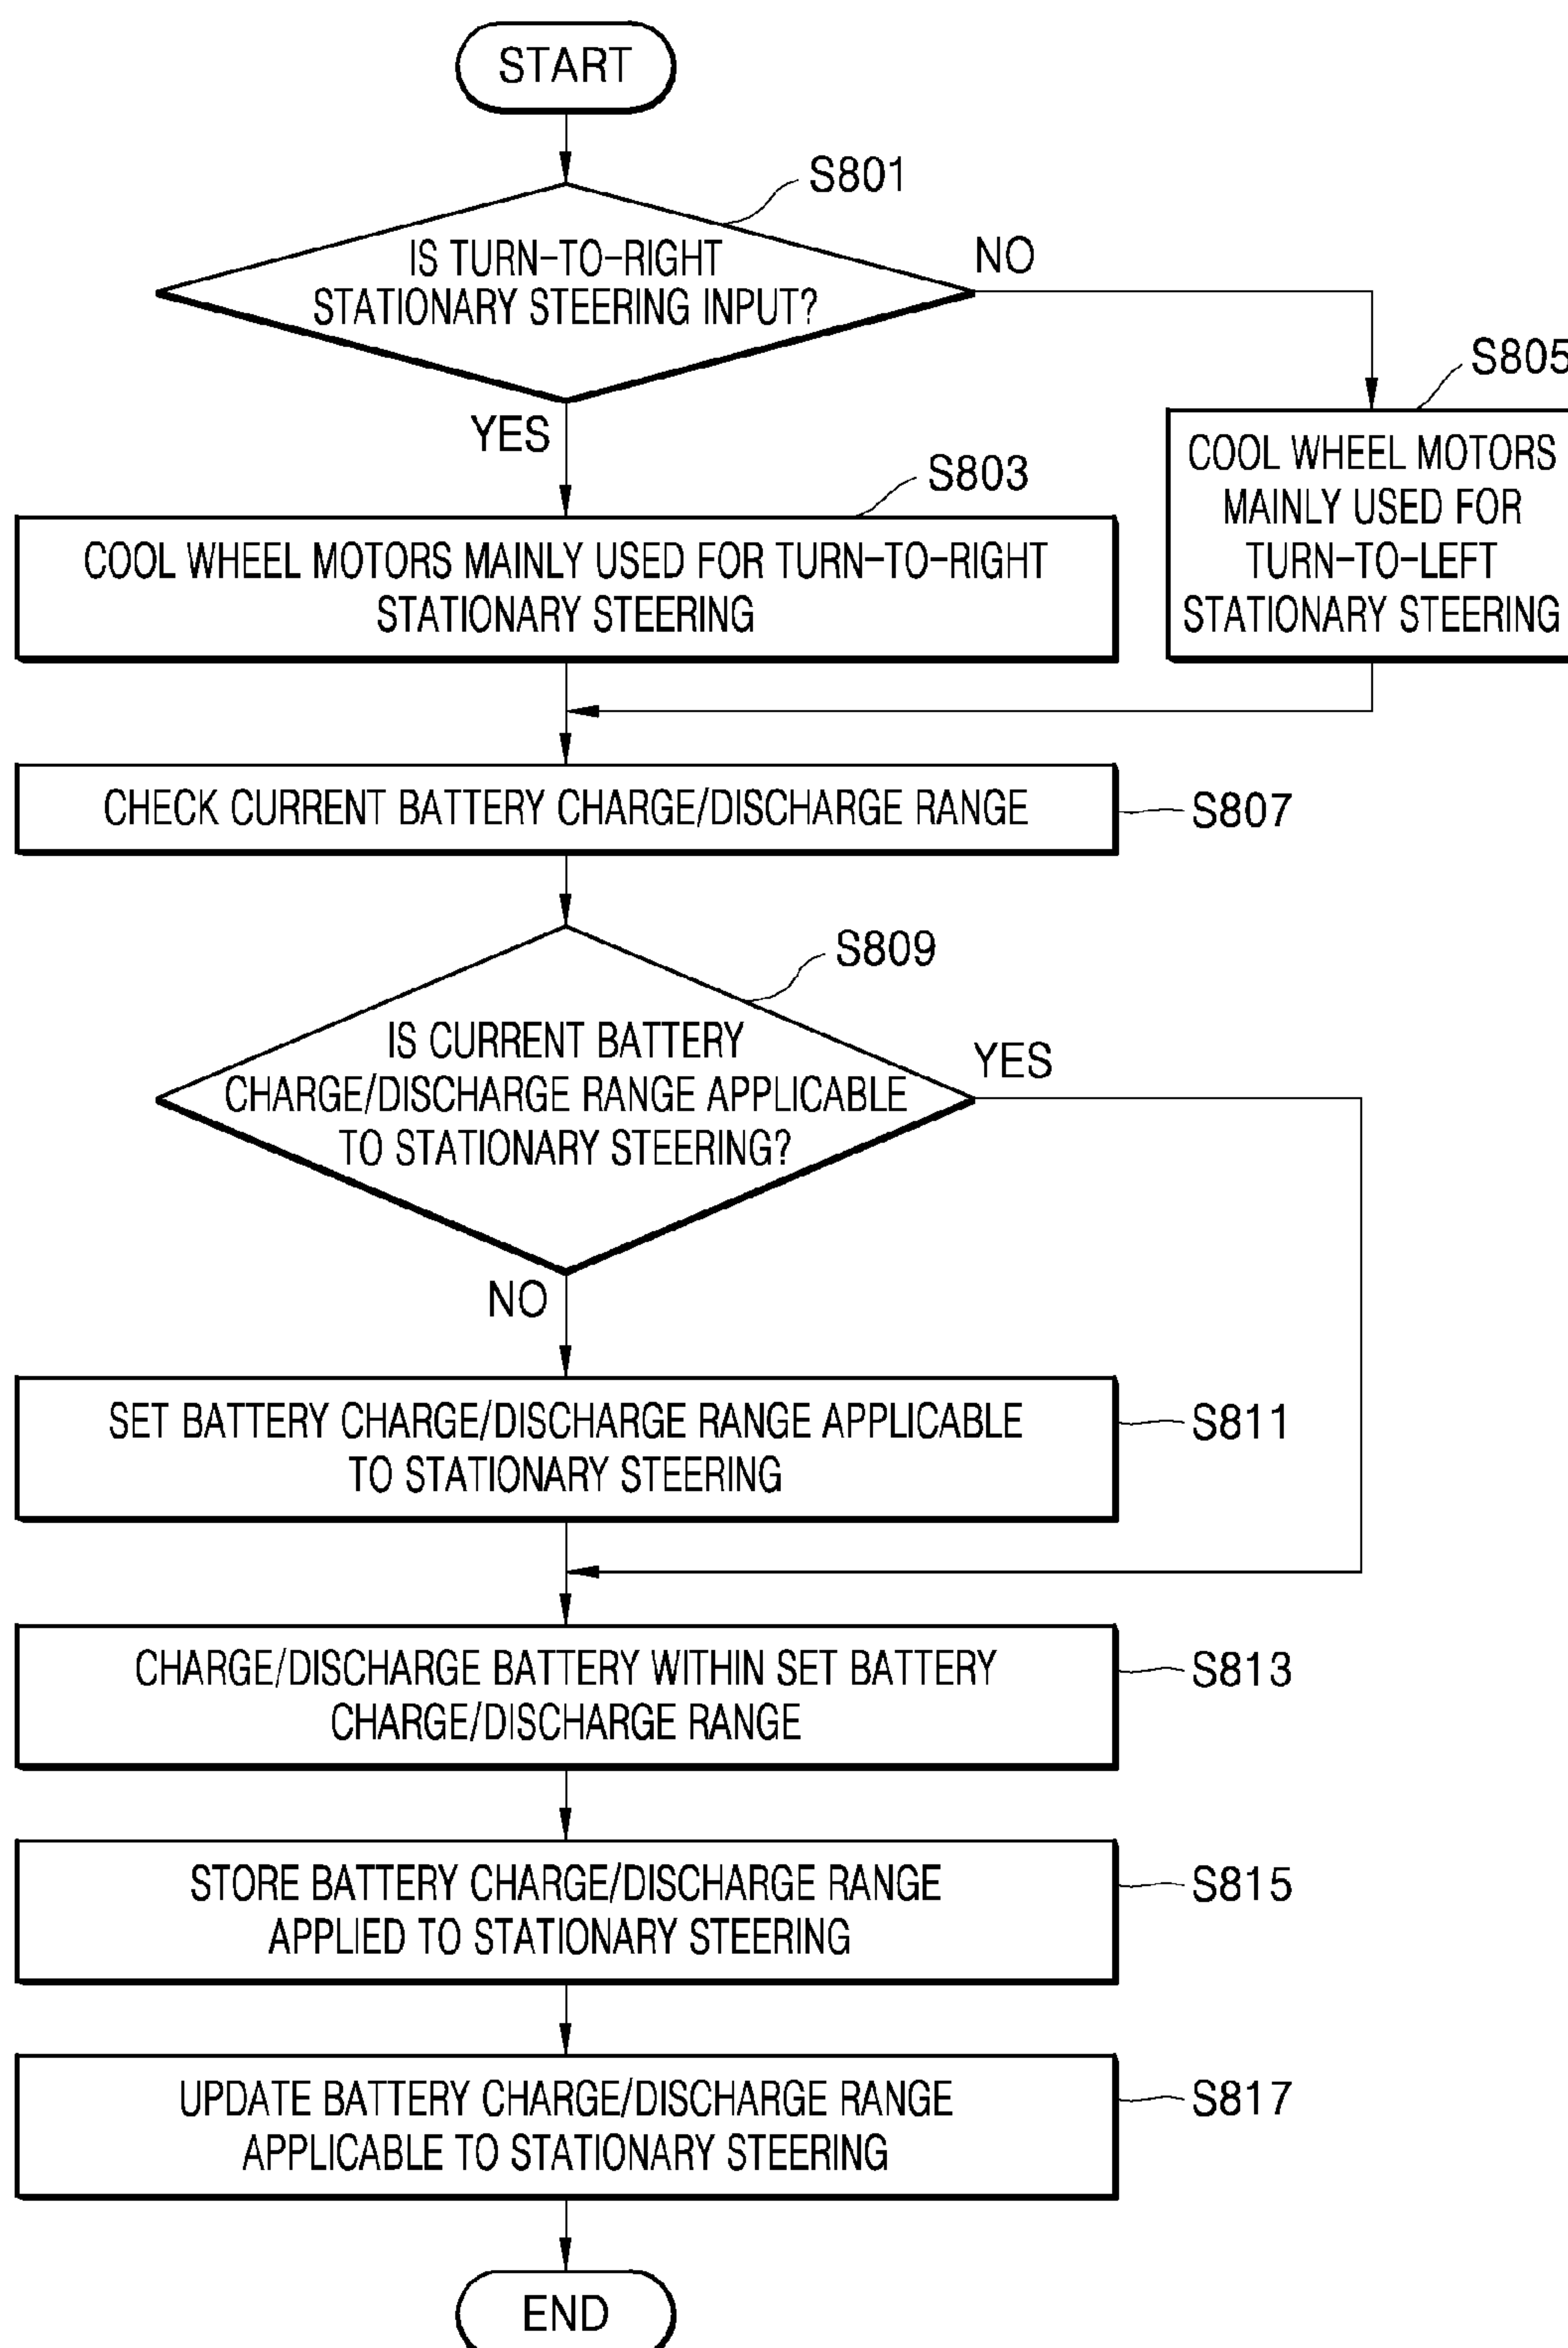 START
S801
IS TURN-TO-RIGHT
STATIONARY STEERING INPUT?
NO
YES
S805
COOL WHEEL MOTORS
MAINLY USED FOR
TURN-TO-LEFT
STATIONARY STEERING
S803
COOL WHEEL MOTORS MAINLY USED FOR TURN-TO-RIGHT
STATIONARY STEERING
CHECK CURRENT BATTERY CHARGE/DISCHARGE RANGE
S807
S809
IS CURRENT BATTERY
CHARGE/DISCHARGE RANGE APPLICABLE
TO STATIONARY STEERING?
YES
NO
SET BATTERY CHARGE/DISCHARGE RANGE APPLICABLE
TO STATIONARY STEERING
S811
CHARGE/DISCHARGE BATTERY WITHIN SET BATTERY
CHARGE/DISCHARGE RANGE
S813
STORE BATTERY CHARGE/DISCHARGE RANGE
APPLIED TO STATIONARY STEERING
S815
UPDATE BATTERY CHARGE/DISCHARGE RANGE
APPLICABLE TO STATIONARY STEERING
S817
END